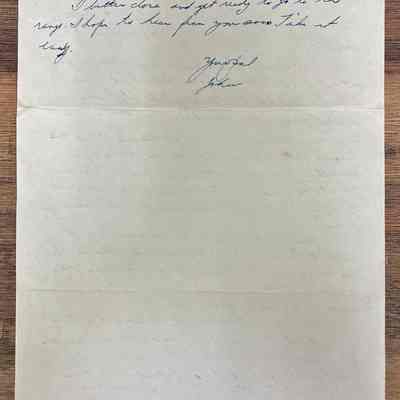 I better close and get ready to go to the
range. I hope to hear from you soon. Take it
easy.
Your Pal
John